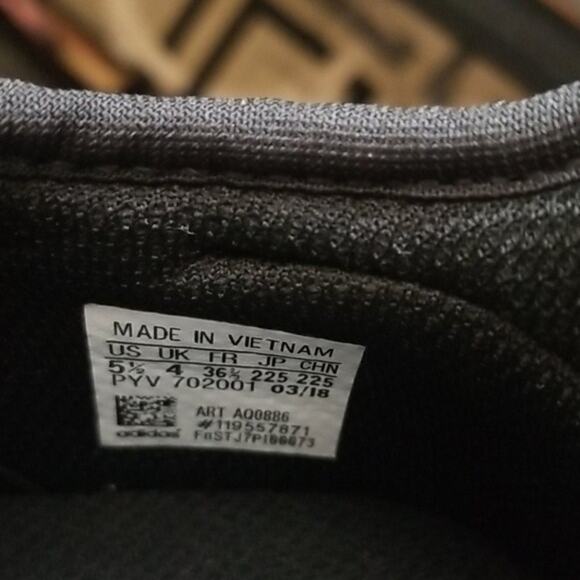 MADE IN VIETNAM
US UK FR JP CHN
5½ 4 36⅔ 225 225
PYV 702001 03/18
ART AQ0886
#119557871
adidas